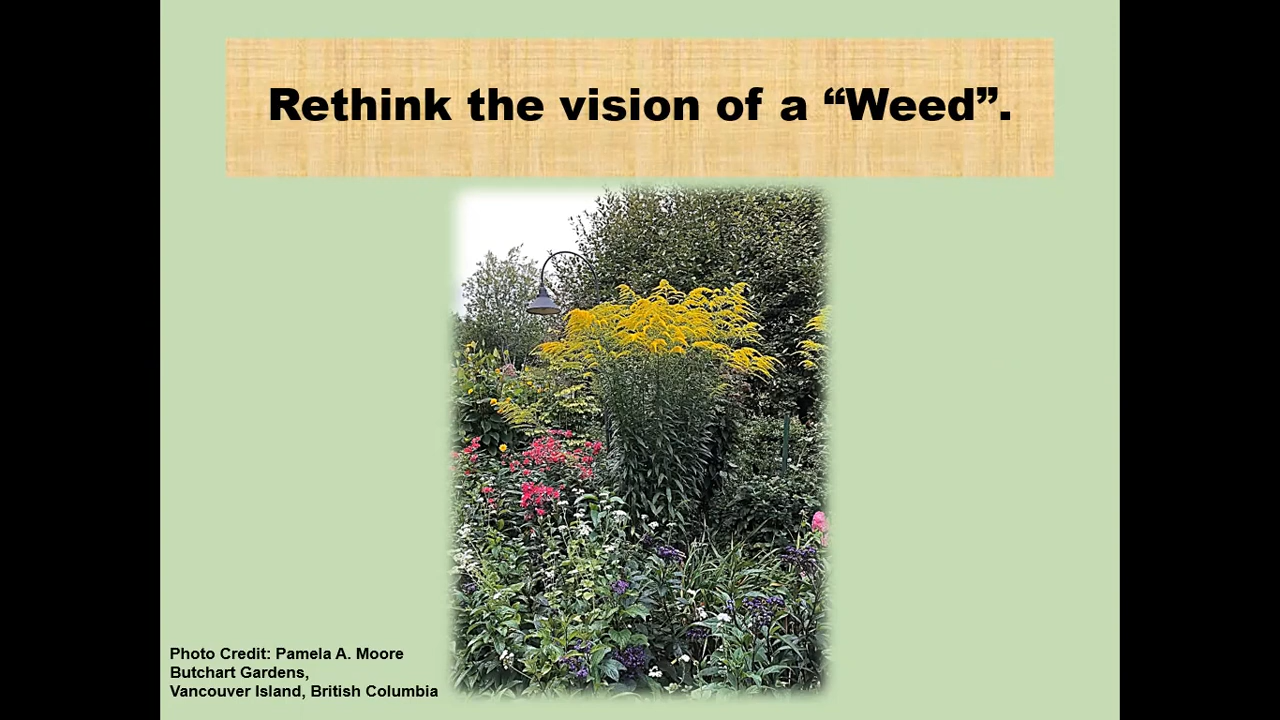 Rethink the vision of a “Weed”.
Photo Credit: Pamela A. Moore
Butchart Gardens,
Vancouver Island, British Columbia